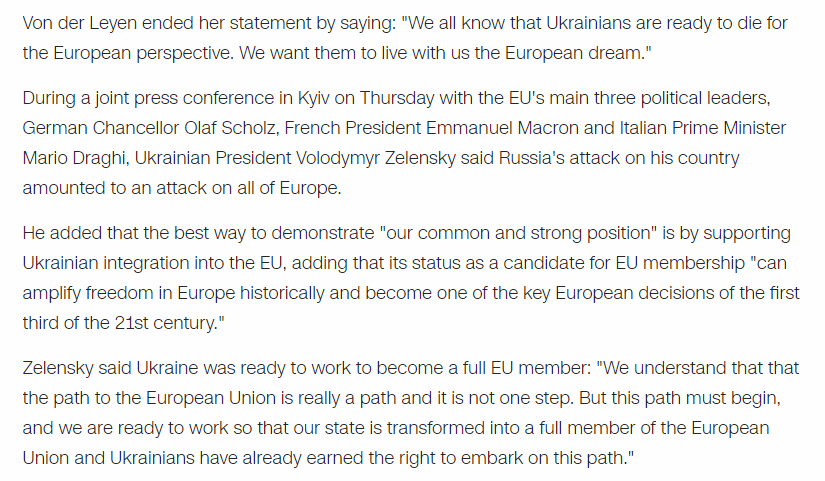 Von der Leyen ended her statement by saying: "We all know that Ukrainians are ready to die for
the European perspective. We want them to live with us the European dream."
During a joint press conference in Kyiv on Thursday with the EU's main three political leaders,
German Chancellor Olaf Scholz, French President Emmanuel Macron and Italian Prime Minister
Mario Draghi, Ukrainian President Volodymyr Zelensky said Russia's attack on his country
amounted to an attack on all of Europe.
He added that the best way to demonstrate "our common and strong position" is by supporting
Ukrainian integration into the EU, adding that its status as a candidate for EU membership "can
amplify freedom in Europe historically and become one of the key European decisions of the first
third of the 21st century."
Zelensky said Ukraine was ready to work to become a full EU member: "We understand that that
the path to the European Union is really a path and it is not one step. But this path must begin,
and we are ready to work so that our state is transformed into a full member of the European
Union and Ukrainians have already earned the right to embark on this path."